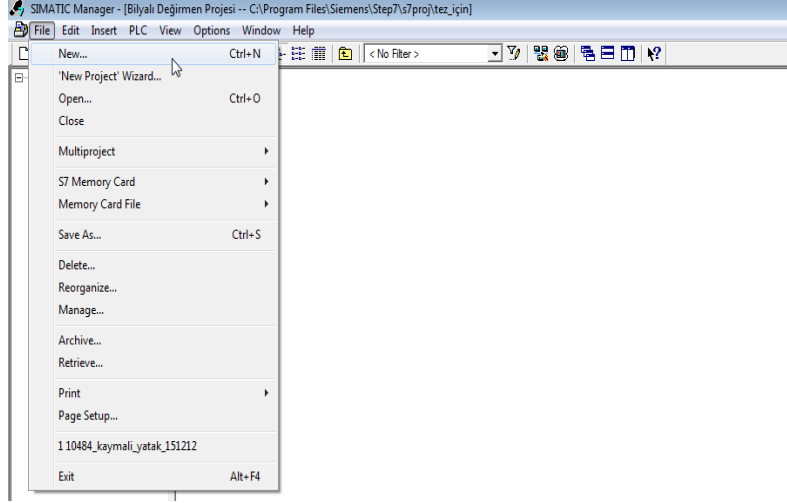 SIMATIC Manager - [Bilyalı Değirmen Projesi -- C:\Program Files\Siemens\Step7\s7proj\tez_için]
File Edit Insert PLC View Options Window Help
< No Filter >
New... Ctrl+N
'New Project' Wizard...
Open... Ctrl+O
Close
Multiproject
S7 Memory Card
Memory Card File
Save As... Ctrl+S
Delete...
Reorganize...
Manage...
Archive...
Retrieve...
Print
Page Setup...
1 10484_kaymali_yatak_151212
Exit Alt+F4